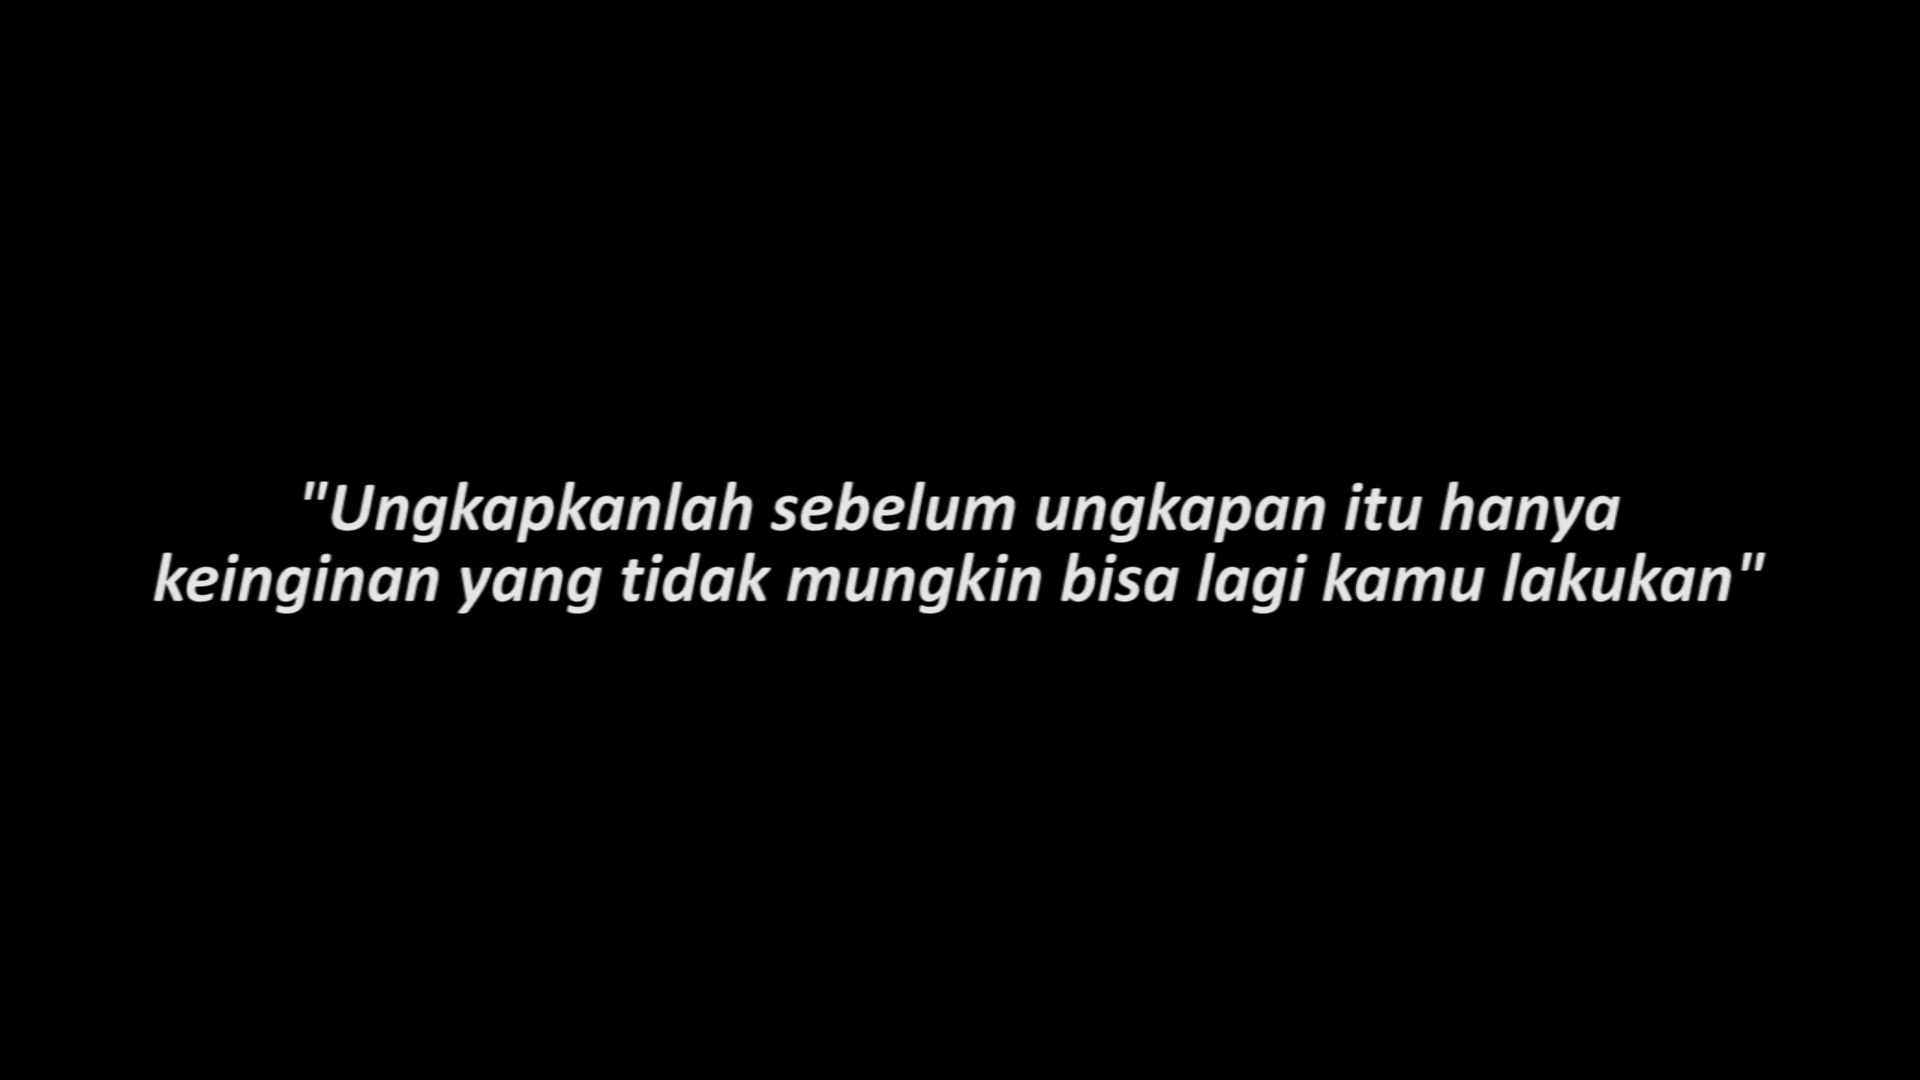 "Ungkapkanlah sebelum ungkapan itu hanya
keinginan yang tidak mungkin bisa lagi kamu lakukan"